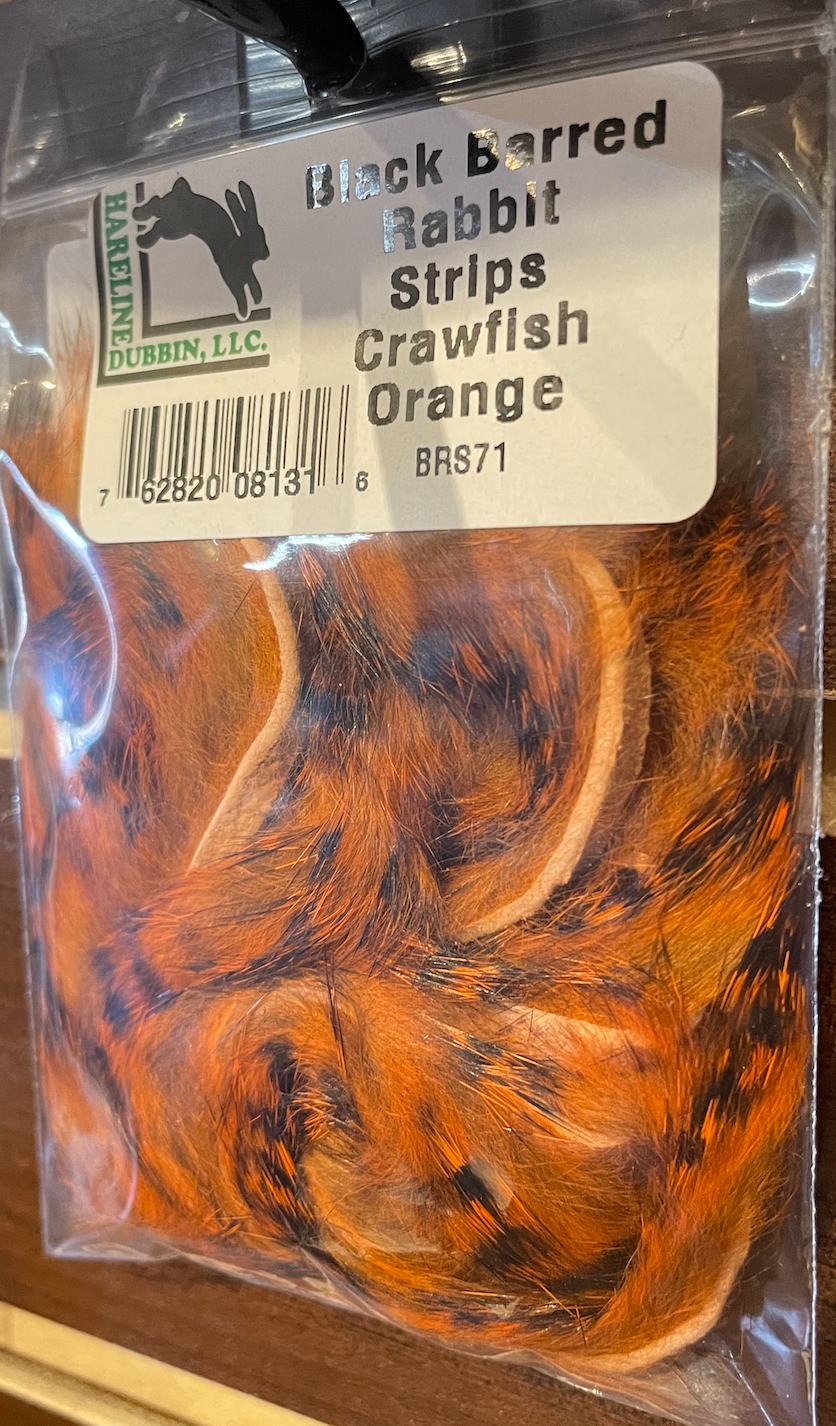 HARELINE
DUBBIN, LLC.
Black Barred
Rabbit
Strips
Crawfish
Orange
BRS71
7 62820 08131 6